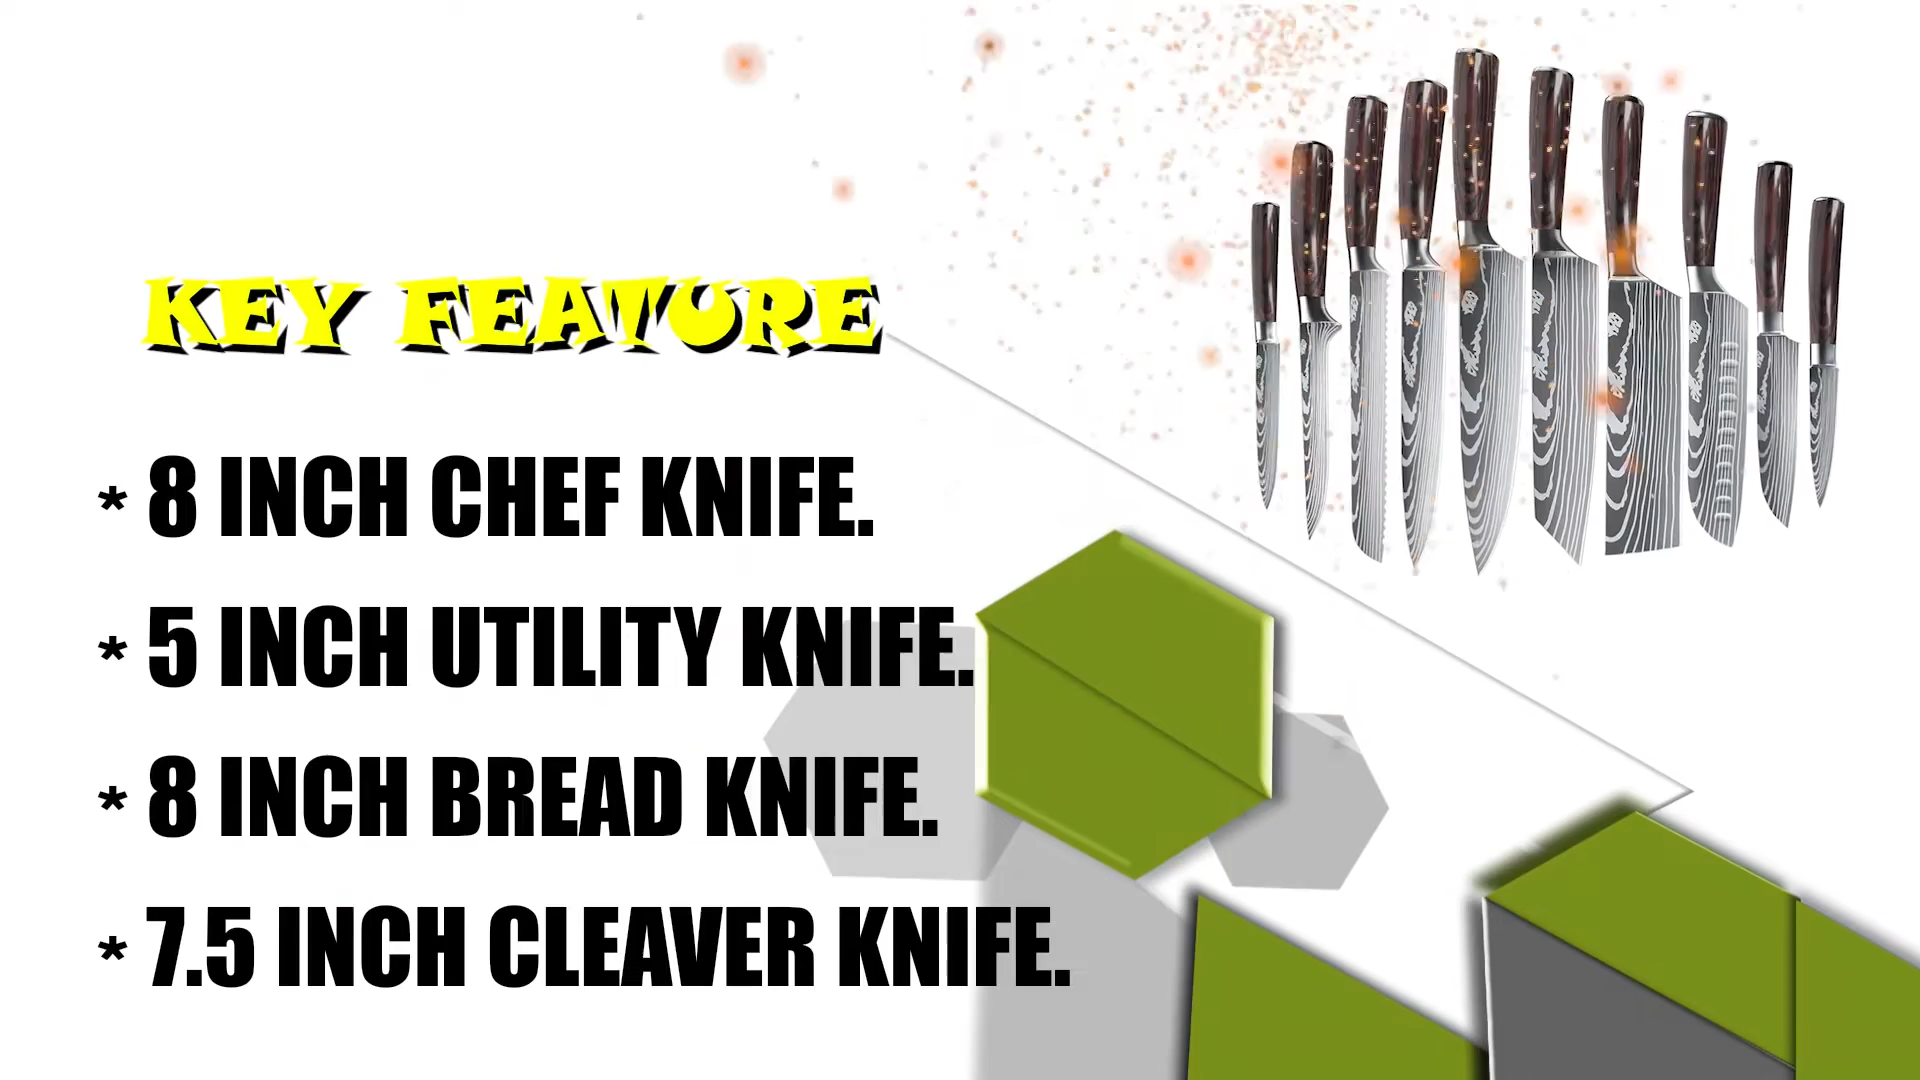 KEY FEATURE
* 8 INCH CHEF KNIFE.
* 5 INCH UTILITY KNIFE.
* 8 INCH BREAD KNIFE.
* 7.5 INCH CLEAVER KNIFE.